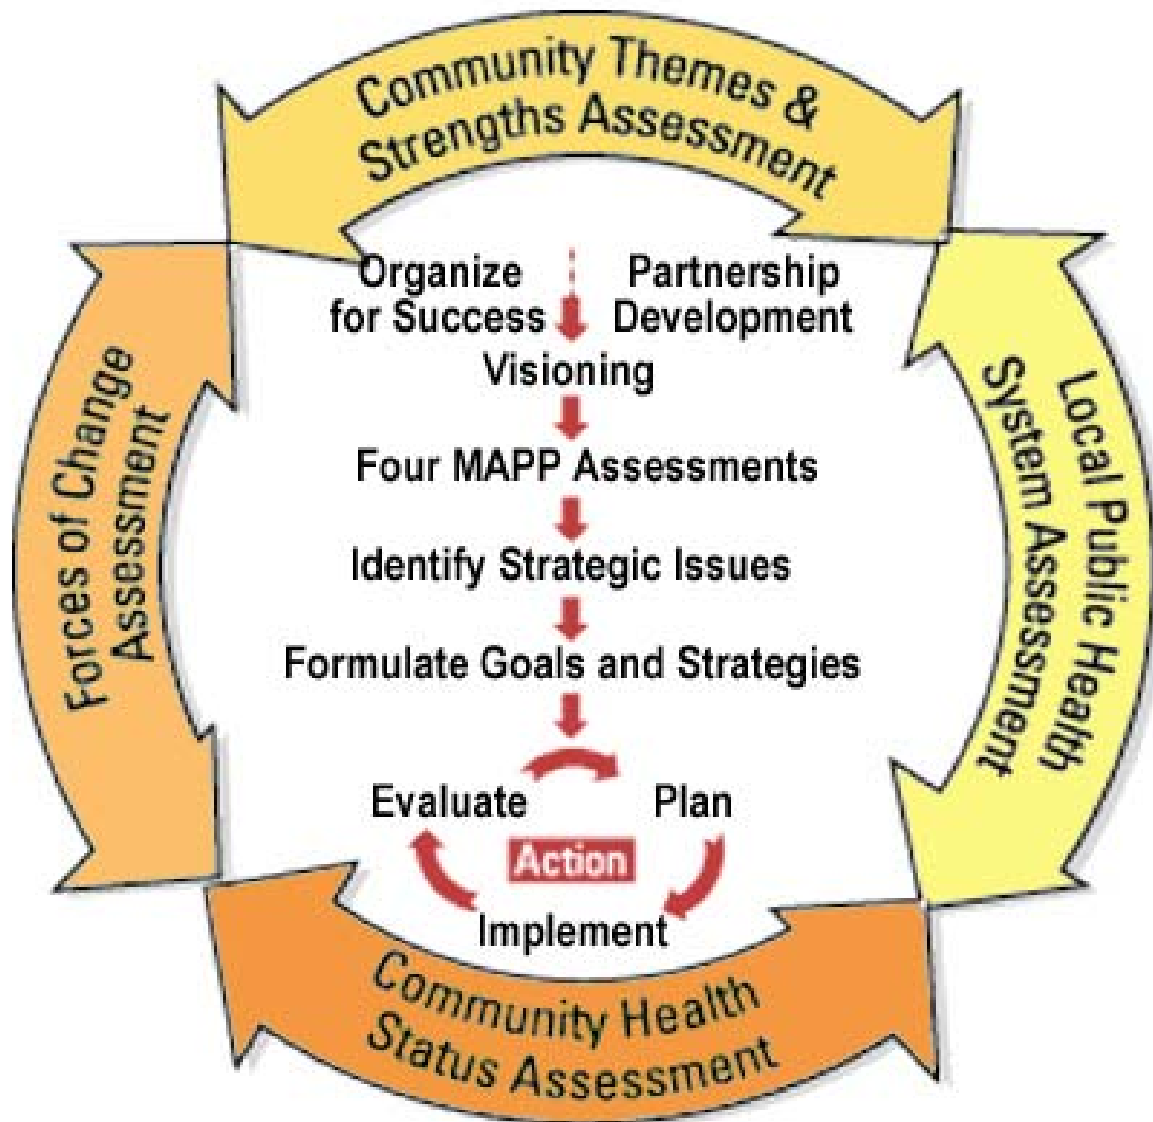 Community Themes &
Strengths Assessment
Organize
for Success
Partnership
Development
Visioning
Four MAPP Assessments
Identify Strategic Issues
Formulate Goals and Strategies
Evaluate
Plan
Action
Implement
Forces of Change
Assessment
Local Public Health
System Assessment
Community Health
Status Assessment